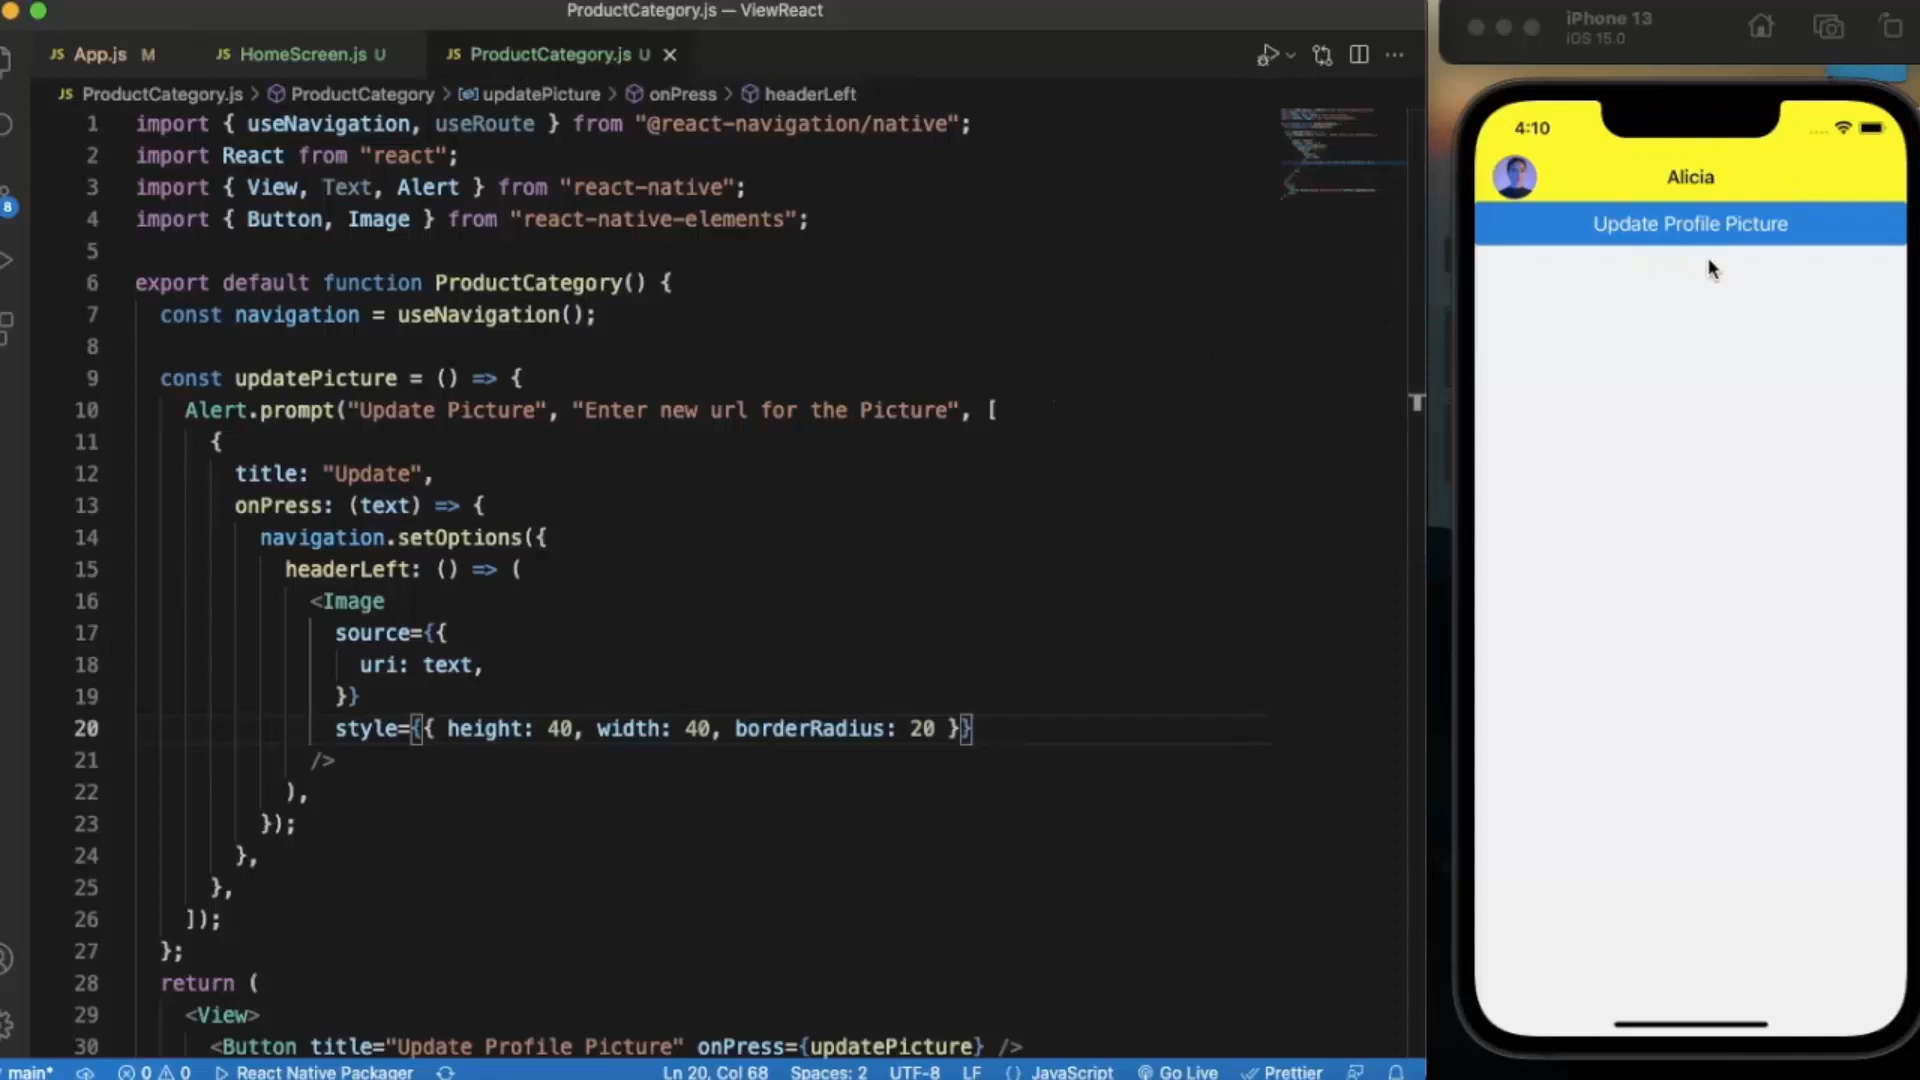 ProductCategory.js — ViewReact
JS App.js M
JS HomeScreen.js U
JS ProductCategory.js U
JS ProductCategory.js > ProductCategory > updatePicture > onPress > headerLeft
8
1 import { useNavigation, useRoute } from "@react-navigation/native";
2 import React from "react";
3 import { View, Text, Alert } from "react-native";
4 import { Button, Image } from "react-native-elements";
5
6 export default function ProductCategory() {
7 const navigation = useNavigation();
8
9 const updatePicture = () => {
10 Alert.prompt("Update Picture", "Enter new url for the Picture", [
11 {
12 title: "Update",
13 onPress: (text) => {
14 navigation.setOptions({
15 headerLeft: () => (
16 <Image
17 source={{
18 uri: text,
19 }}
20 style={{ height: 40, width: 40, borderRadius: 20 }}
21 />
22 ),
23 });
24 },
25 },
26 ]);
27 };
28 return (
29 <View>
30 <Button title="Update Profile Picture" onPress={updatePicture} />
main* 0 0 React Native Packager Ln 20, Col 68 Spaces: 2 UTF-8 LF {} JavaScript Go Live Prettier
iPhone 13
iOS 15.0
4:10
Alicia
Update Profile Picture